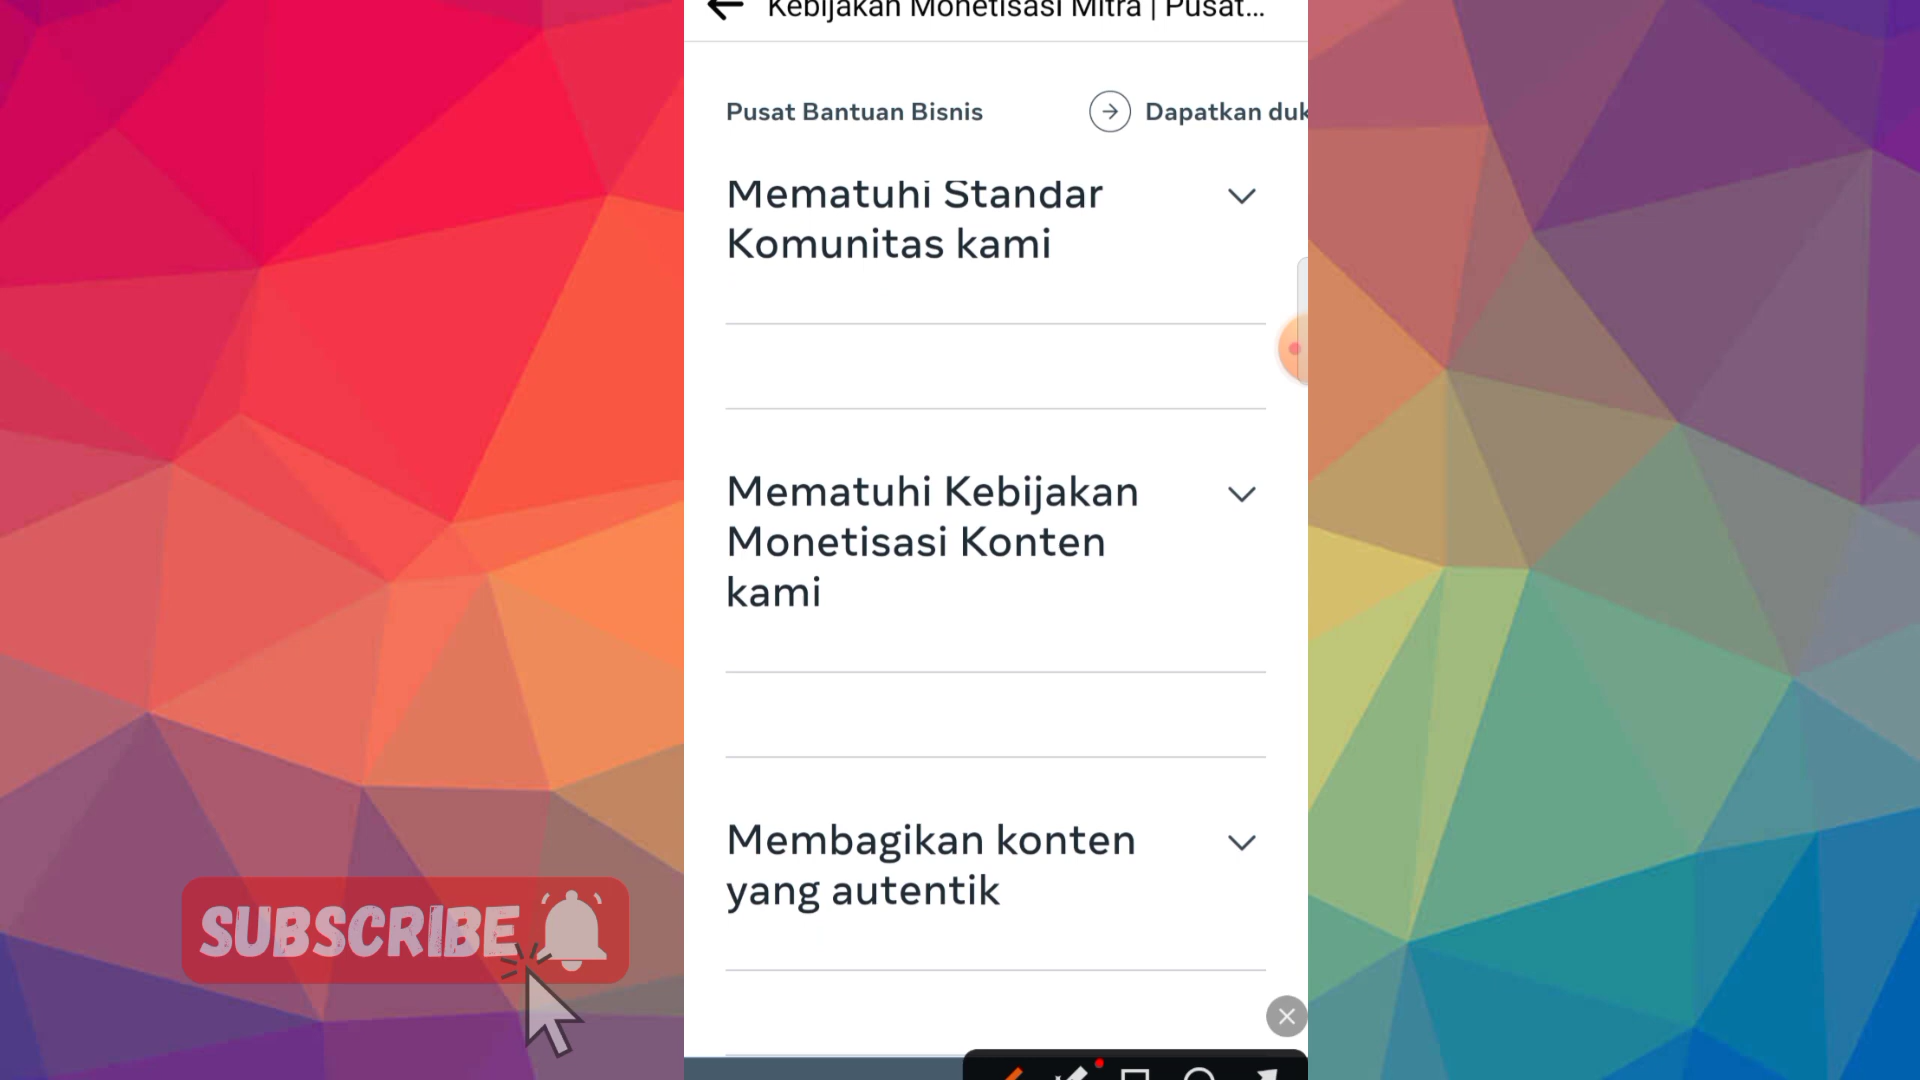 Kebijakan Monetisasi Mitra | Pusat...
Pusat Bantuan Bisnis
Dapatkan duk
Mematuhi Standar
Komunitas kami
Mematuhi Kebijakan
Monetisasi Konten
kami
Membagikan konten
yang autentik
SUBSCRIBE